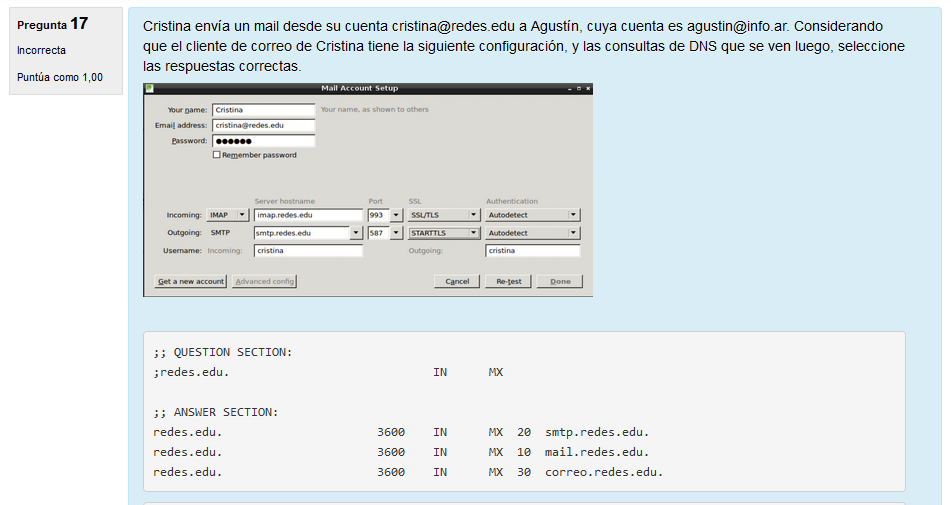 Pregunta 17
Incorrecta
Puntúa como 1,00
Cristina envía un mail desde su cuenta cristina@redes.edu a Agustín, cuya cuenta es agustin@info.ar. Considerando
que el cliente de correo de Cristina tiene la siguiente configuración, y las consultas de DNS que se ven luego, seleccione
las respuestas correctas.
Mail Account Setup
Your name: Cristina Your name, as shown to others
Email address: cristina@redes.edu
Password: ●●●●●●
Remember password
Server hostname Port SSL Authentication
Incoming: IMAP imap.redes.edu 993 SSL/TLS Autodetect
Outgoing: SMTP smtp.redes.edu 587 STARTTLS Autodetect
Username: Incoming: cristina Outgoing: cristina
Get a new account Advanced config Cancel Re-test Done
;; QUESTION SECTION:
;redes.edu. IN MX
;; ANSWER SECTION:
redes.edu. 3600 IN MX 20 smtp.redes.edu.
redes.edu. 3600 IN MX 10 mail.redes.edu.
redes.edu. 3600 IN MX 30 correo.redes.edu.